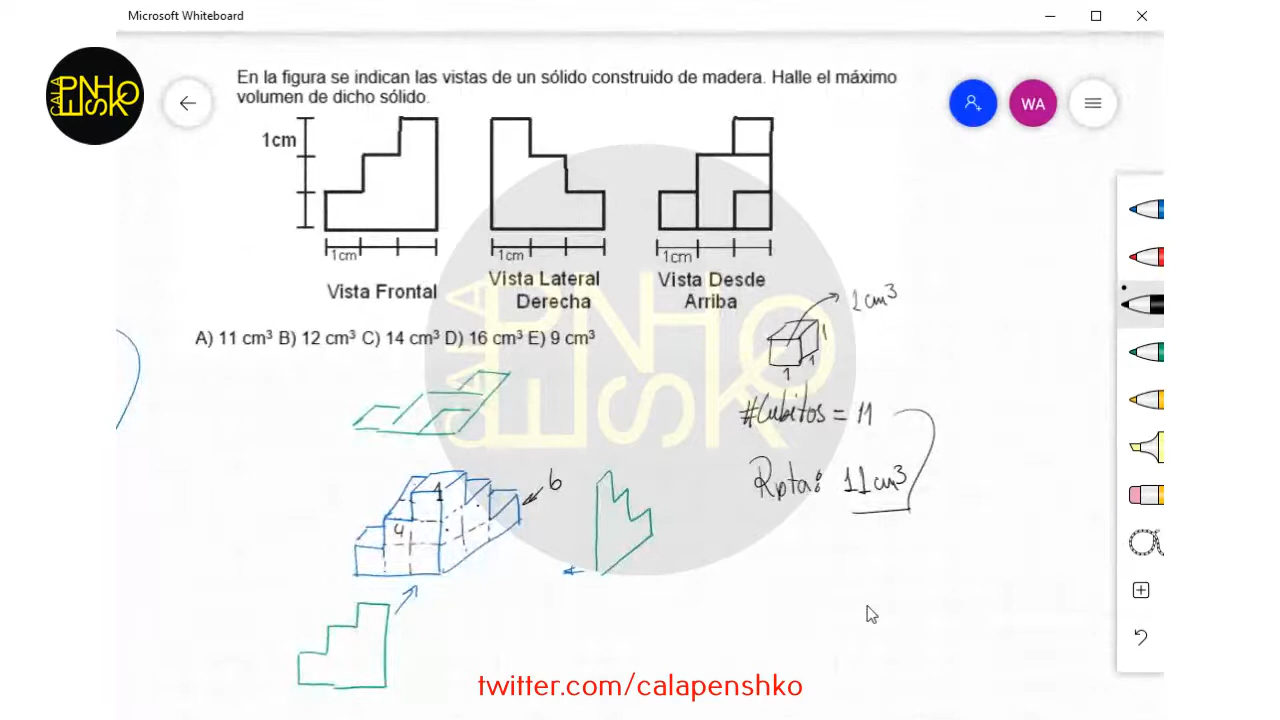 Microsoft Whiteboard
CALA
PENHOSK
WA
En la figura se indican las vistas de un sólido construido de madera. Halle el máximo
volumen de dicho sólido.
1cm
1cm
1cm
1cm
Vista Frontal
Vista Lateral
Derecha
Vista Desde
Arriba
A) 11 cm³ B) 12 cm³ C) 14 cm³ D) 16 cm³ E) 9 cm³
1cm³
1
1
1
#Cubitos = 11
Rpta: 11cm³
1
6
4
twitter.com/calapenshko